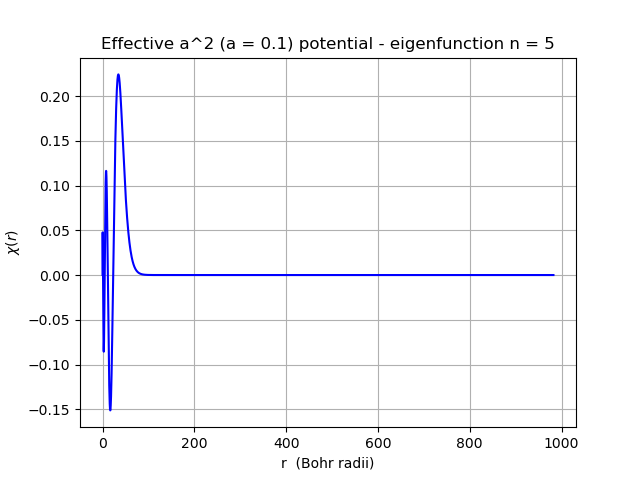 Effective a^2 (a = 0.1) potential - eigenfunction n = 5
0.20
0.15
0.10
0.05
0.00
−0.05
−0.10
−0.15
χ(r)
0 200 400 600 800 1000
r (Bohr radii)